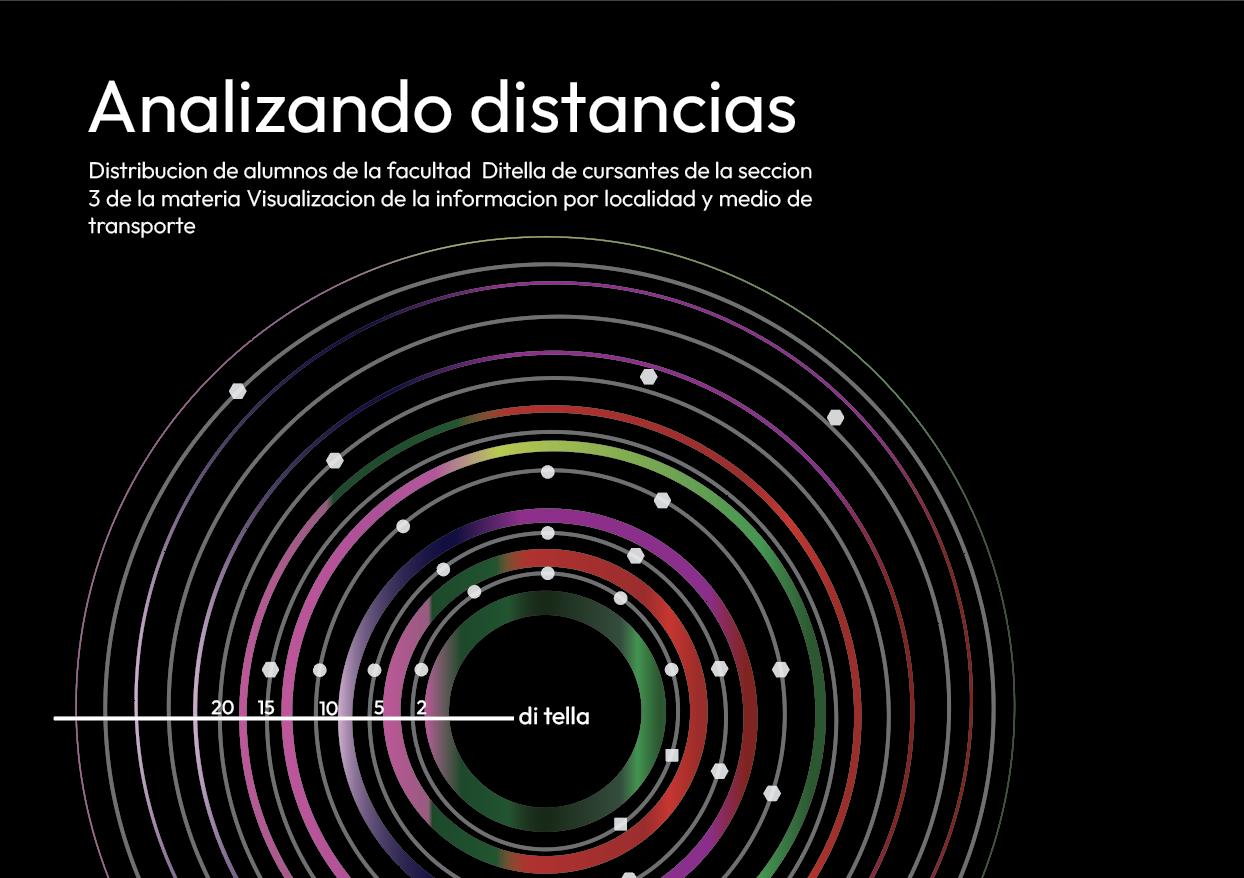 Analizando distancias
Distribucion de alumnos de la facultad  Ditella de cursantes de la seccion
3 de la materia Visualizacion de la informacion por localidad y medio de
transporte
20 15 10 5 2
di tella